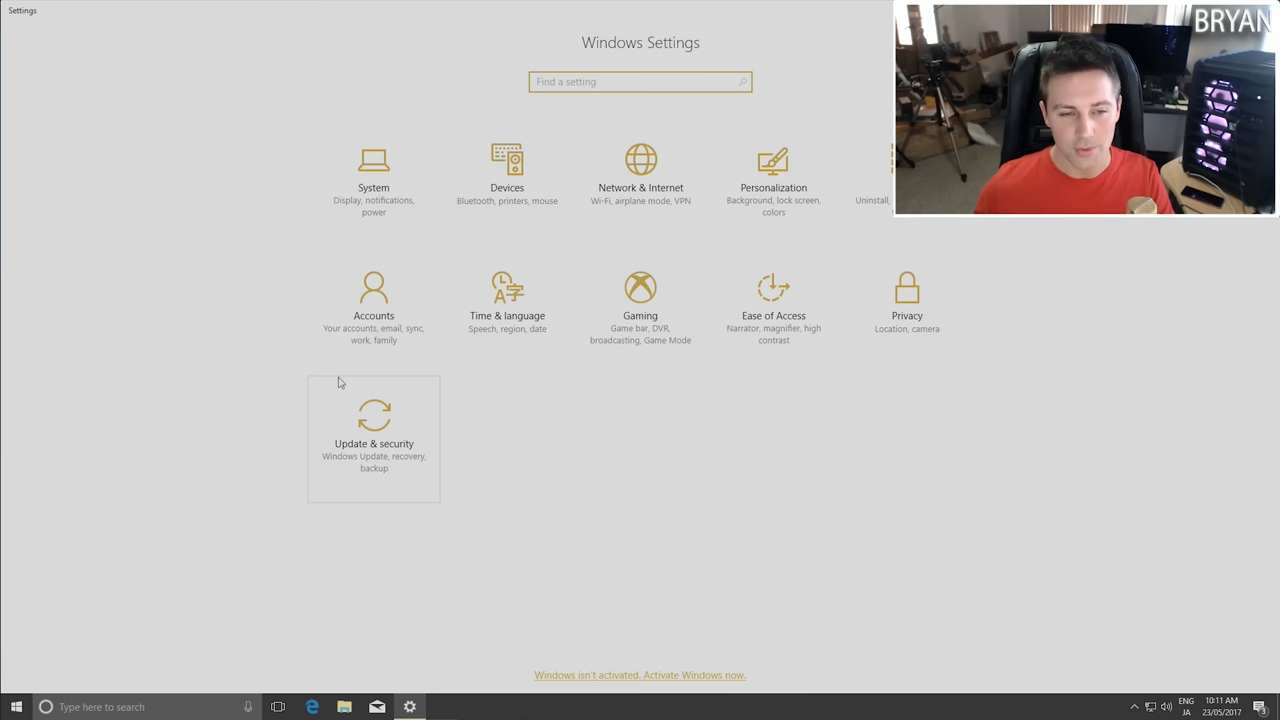 Settings
BRYAN
Windows Settings
Find a setting
System
Display, notifications,
power
Devices
Bluetooth, printers, mouse
Network & Internet
Wi-Fi, airplane mode, VPN
Personalization
Background, lock screen,
colors
Uninstall,
Accounts
Your accounts, email, sync,
work, family
Time & language
Speech, region, date
Gaming
Game bar, DVR,
broadcasting, Game Mode
Ease of Access
Narrator, magnifier, high
contrast
Privacy
Location, camera
Update & security
Windows Update, recovery,
backup
Windows isn't activated. Activate Windows now.
Type here to search
ENG
JA
10:11 AM
23/05/2017
3